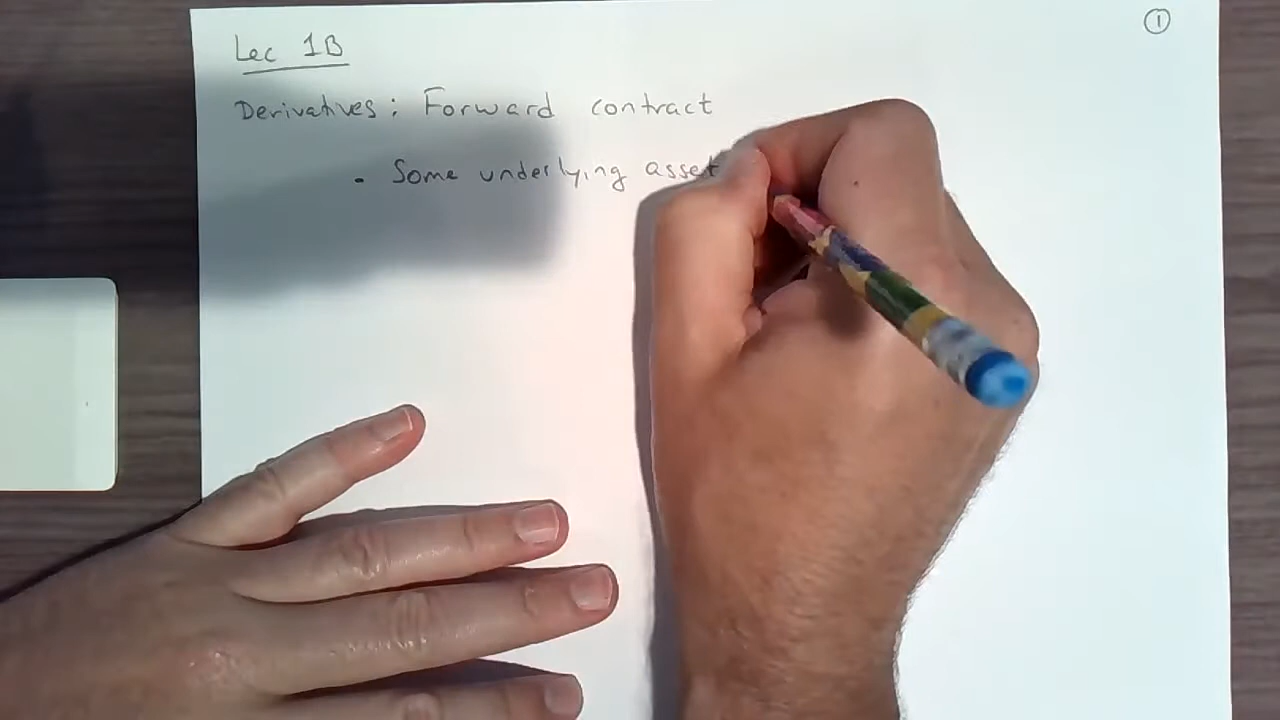 Lec 1B
①
Derivatives: Forward contract
- Some underlying asset